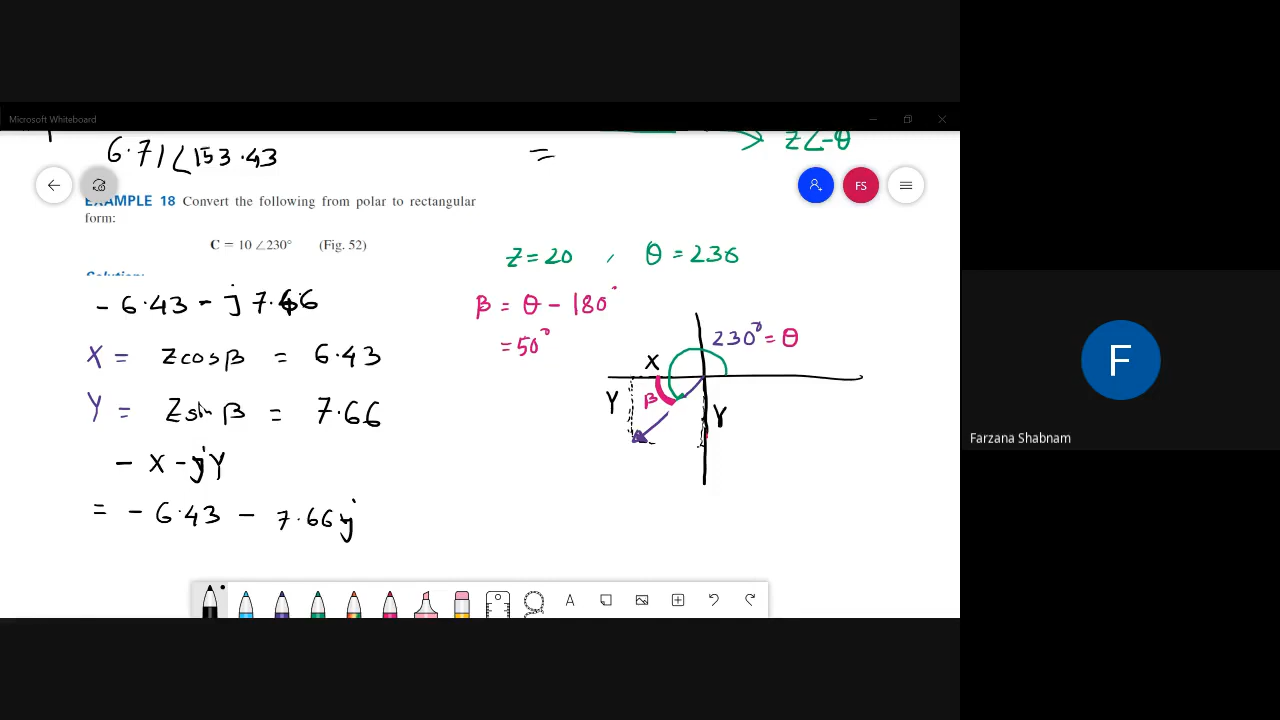 Microsoft Whiteboard
6.71∠153.43
=
z∠-θ
EXAMPLE 18 Convert the following from polar to rectangular
form:
C = 10 ∠230° (Fig. 52)
Solution:
FS
z = 20 , θ = 230
- 6.43 - j 7.66
β = θ - 180°
= 50°
X = zcosβ = 6.43
Y = Zsinβ = 7.66
- X - jY
= - 6.43 - 7.66j
230° = θ
X
Y
β
Y
A
F
Farzana Shabnam